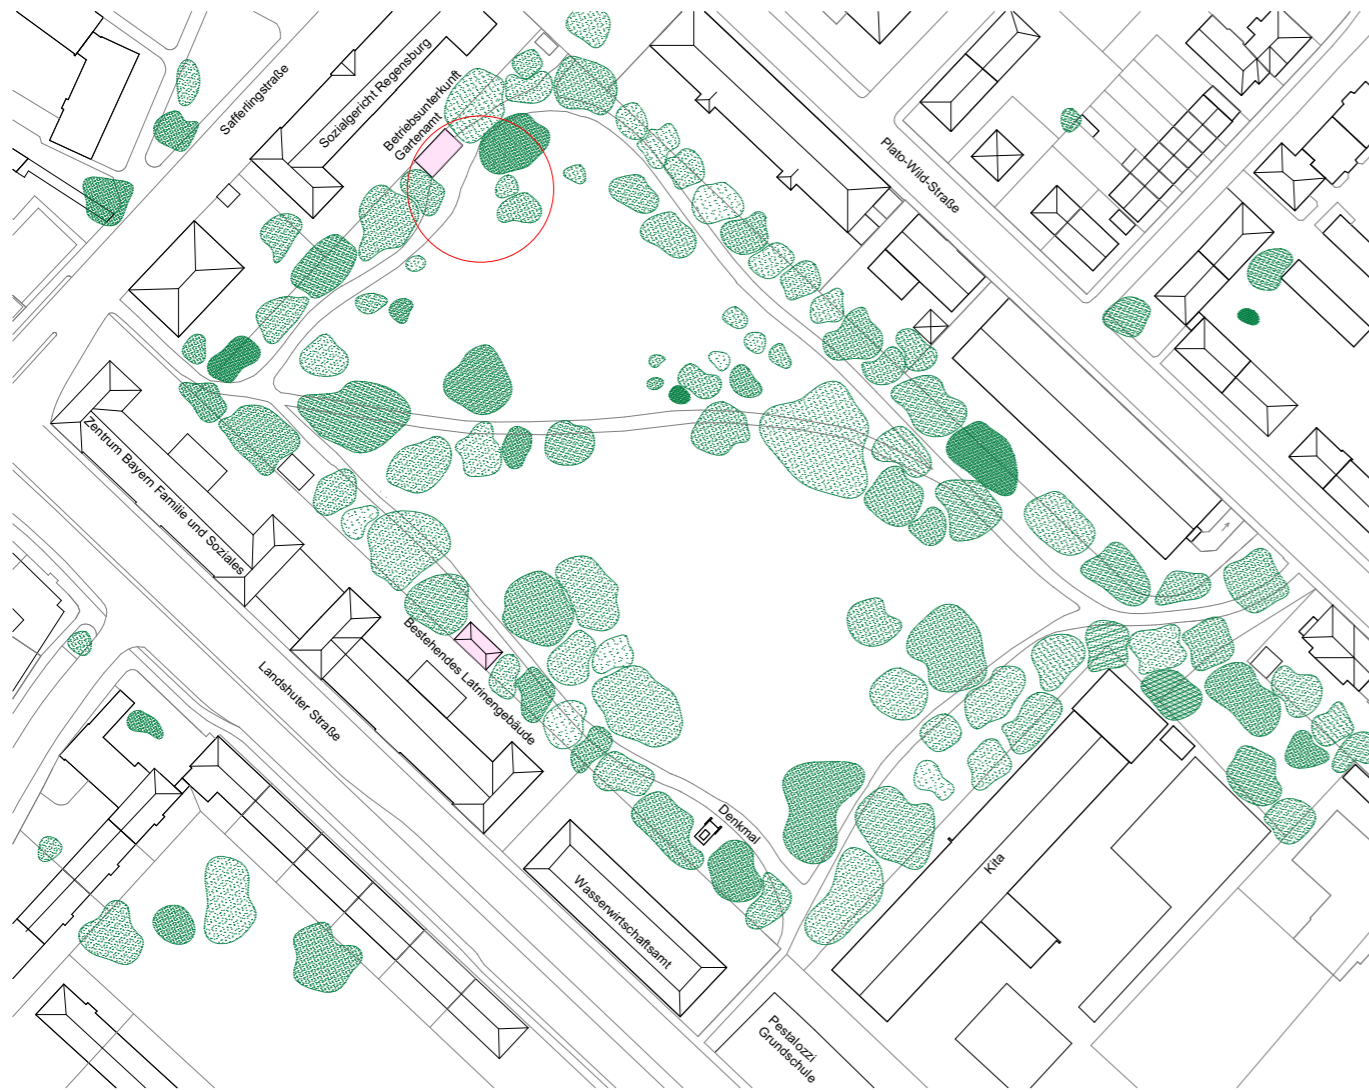 Safferlingstraße
Sozialgericht Regensburg
Betriebsunterkunft
Gartenamt
Plato-Wild-Straße
Zentrum Bayern Familie und Soziales
Bestehendes Latrinengebäude
Landshuter Straße
Denkmal
Kita
Wasserwirtschaftsamt
Pestalozzi
Grundschule